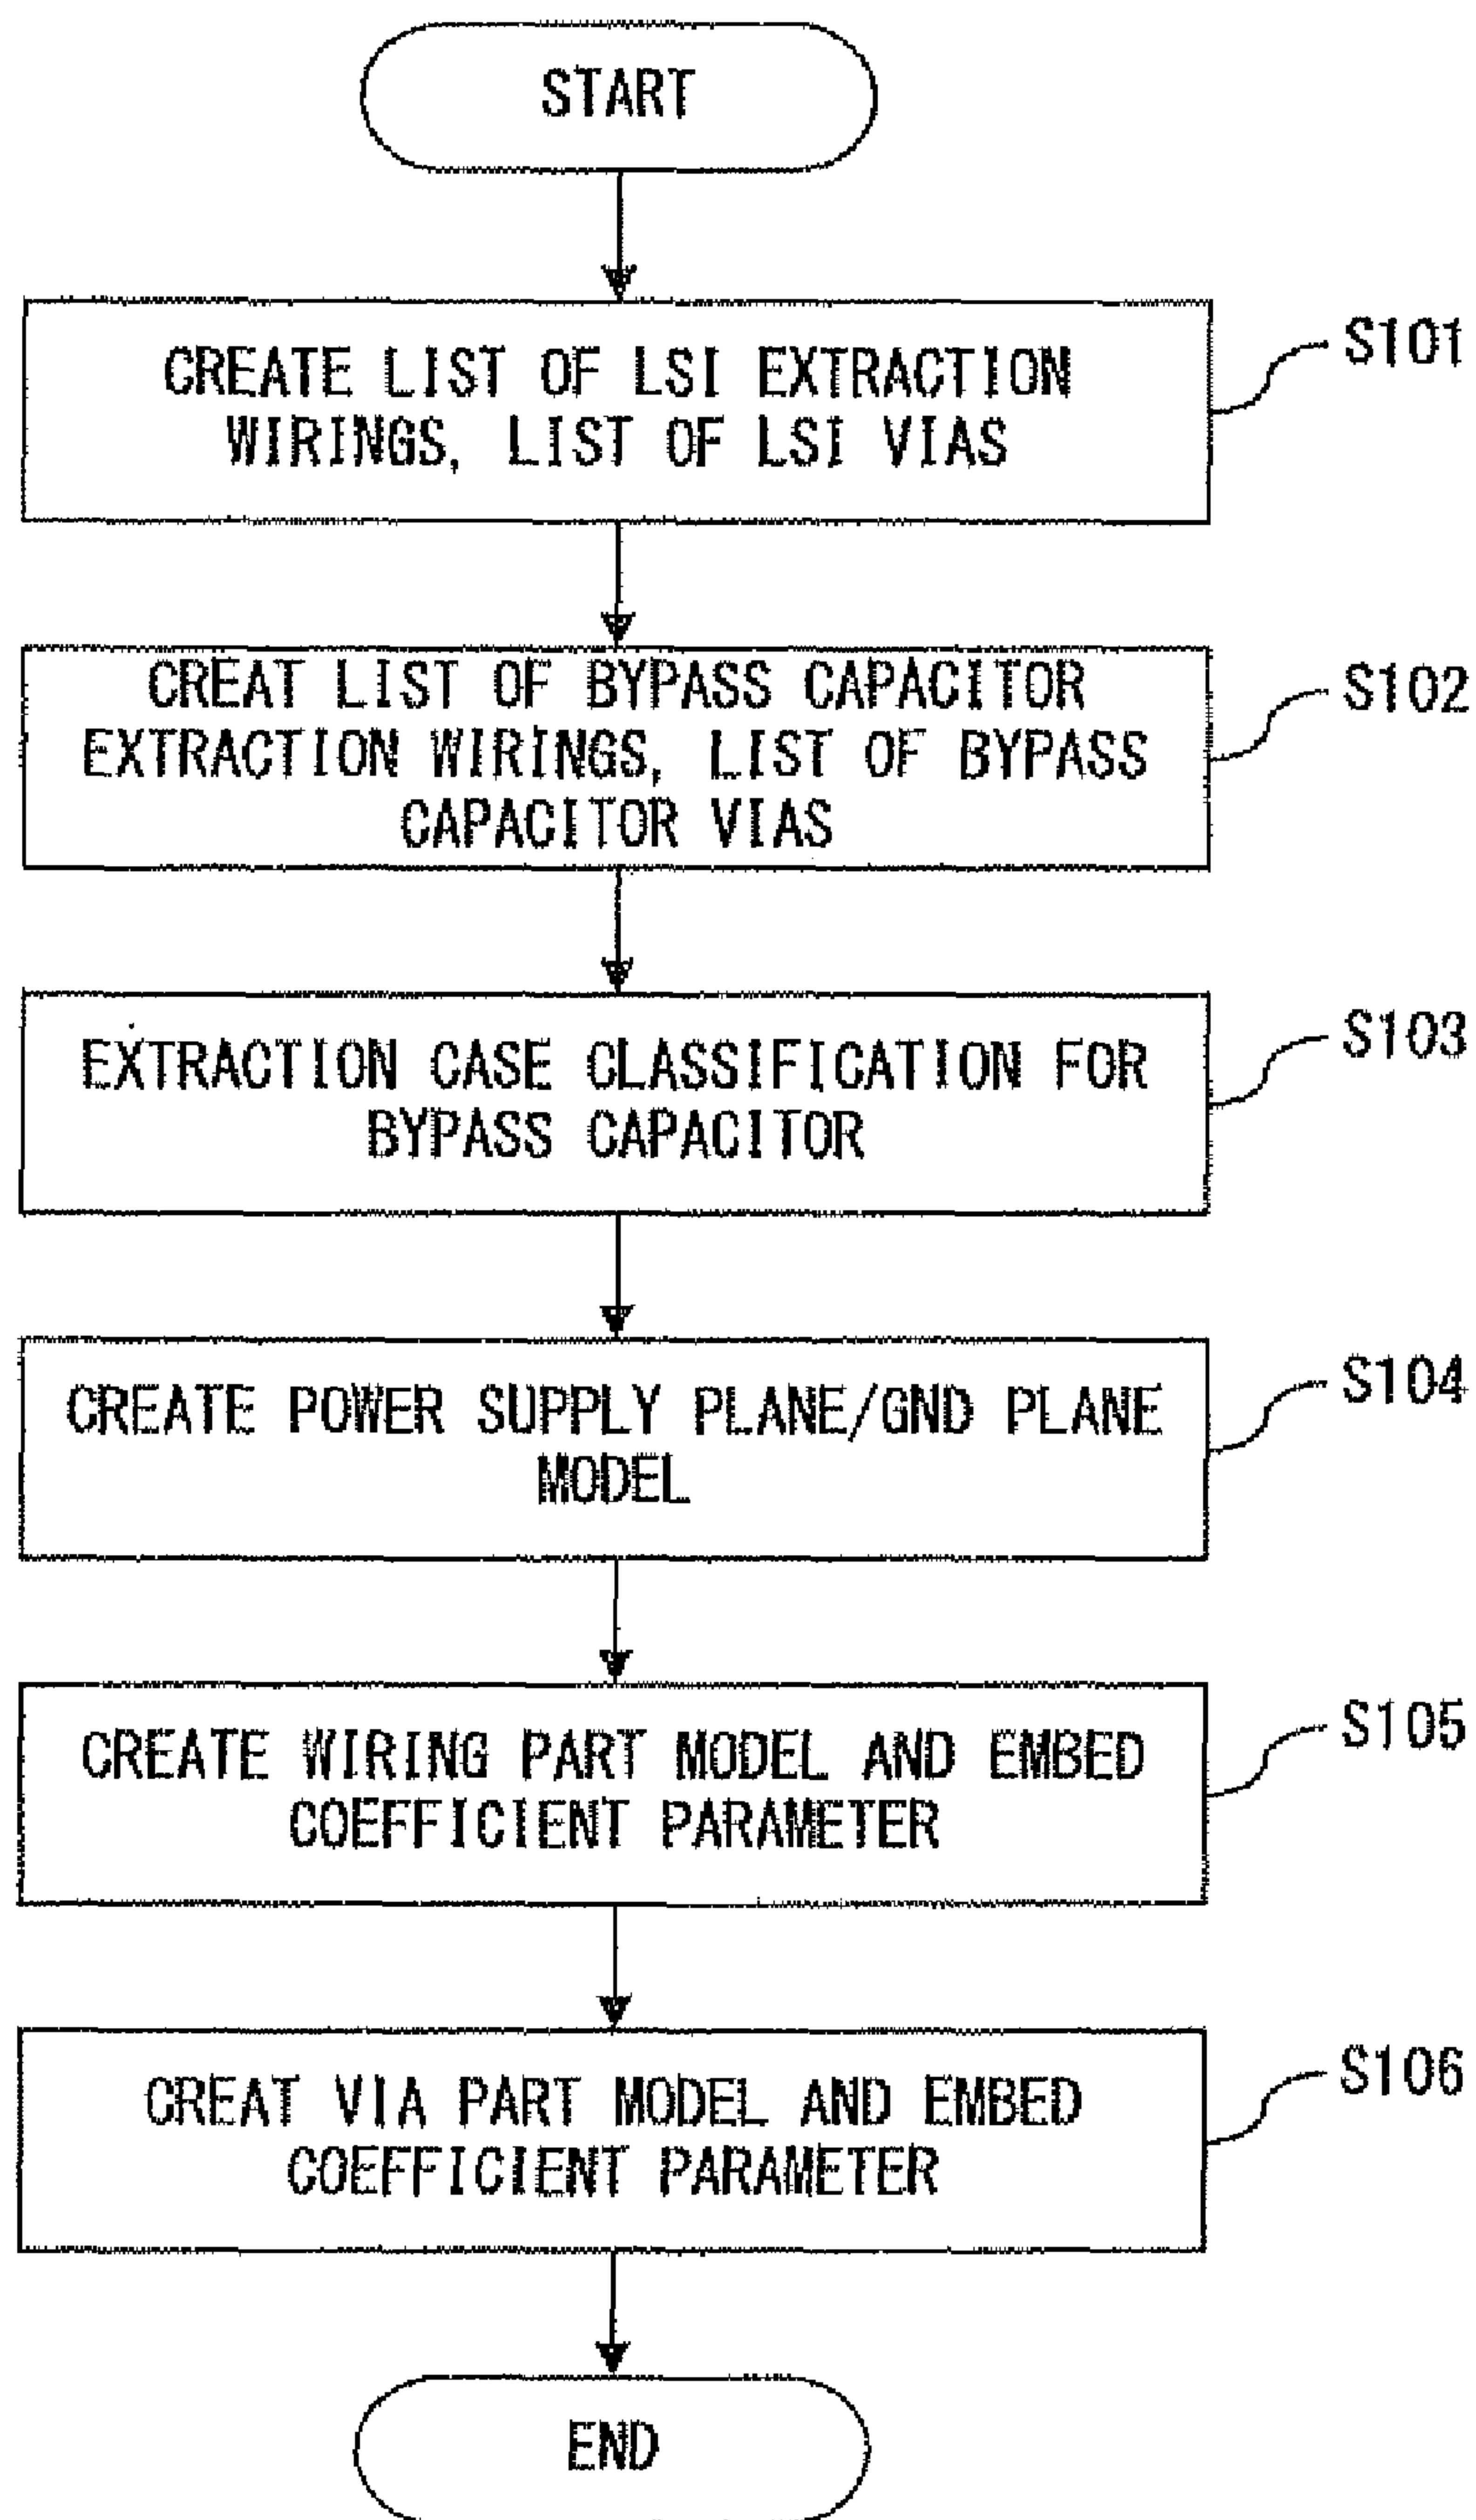 START
CREATE LIST OF LSI EXTRACTION
WIRINGS, LIST OF LSI VIAS
S101
CREAT LIST OF BYPASS CAPACITOR
EXTRACTION WIRINGS, LIST OF BYPASS
CAPACITOR VIAS
S102
EXTRACTION CASE CLASSIFICATION FOR
BYPASS CAPACITOR
S103
CREATE POWER SUPPLY PLANE/GND PLANE
MODEL
S104
CREATE WIRING PART MODEL AND EMBED
COEFFICIENT PARAMETER
S105
CREAT VIA PART MODEL AND EMBED
COEFFICIENT PARAMETER
S106
END